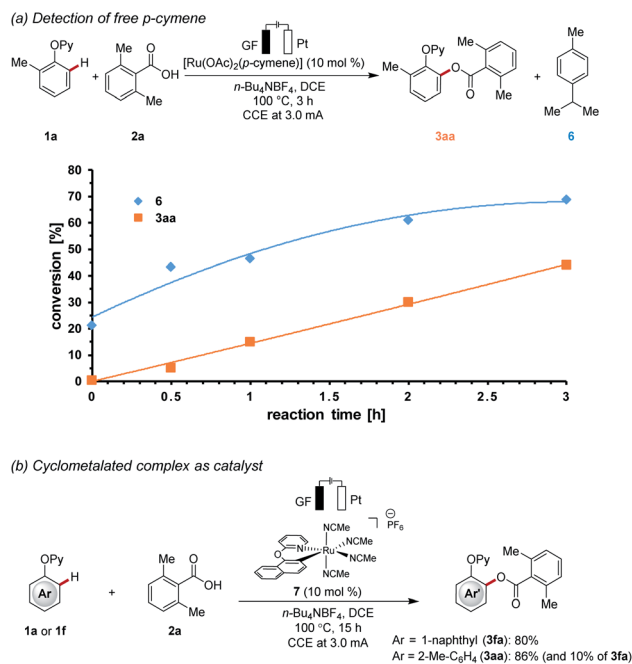 (a) Detection of free p-cymene
GF Pt
[Ru(OAc)2(p-cymene)] (10 mol %)
n-Bu4NBF4, DCE
100 °C, 3 h
CCE at 3.0 mA
OPy
Me
H
1a
+
Me
O
OH
Me
2a
OPy
Me
O
O
Me
Me
3aa
+
Me
Me
Me
6
conversion [%]
80
70
60
50
40
30
20
10
0
6
3aa
0 0.5 1 1.5 2 2.5 3
reaction time [h]
(b) Cyclometalated complex as catalyst
GF Pt
NCMe
N
O
Ru
NCMe
NCMe
NCMe
⊖
PF6
7 (10 mol %)
n-Bu4NBF4, DCE
100 °C, 15 h
CCE at 3.0 mA
OPy
H
Ar
1a or 1f
+
Me
O
OH
Me
2a
OPy
Ar
O
O
Me
Me
Ar = 1-naphthyl (3fa): 80%
Ar = 2-Me-C6H4 (3aa): 86% (and 10% of 3fa)